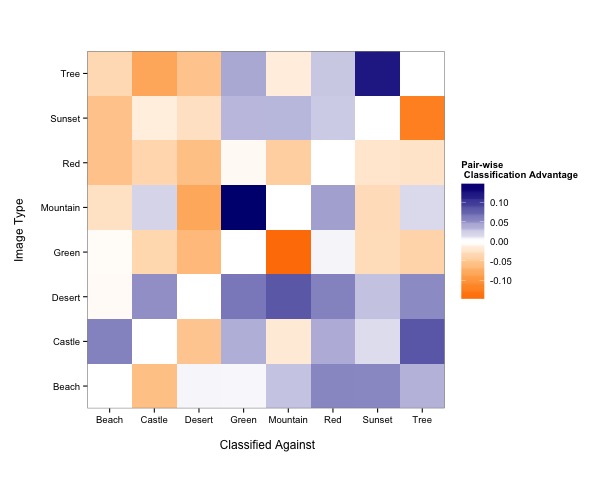 Tree
Sunset
Red
Mountain
Green
Desert
Castle
Beach
Image Type
Beach Castle Desert Green Mountain Red Sunset Tree
Classified Against
Pair-wise
Classification Advantage
0.10
0.05
0.00
-0.05
-0.10